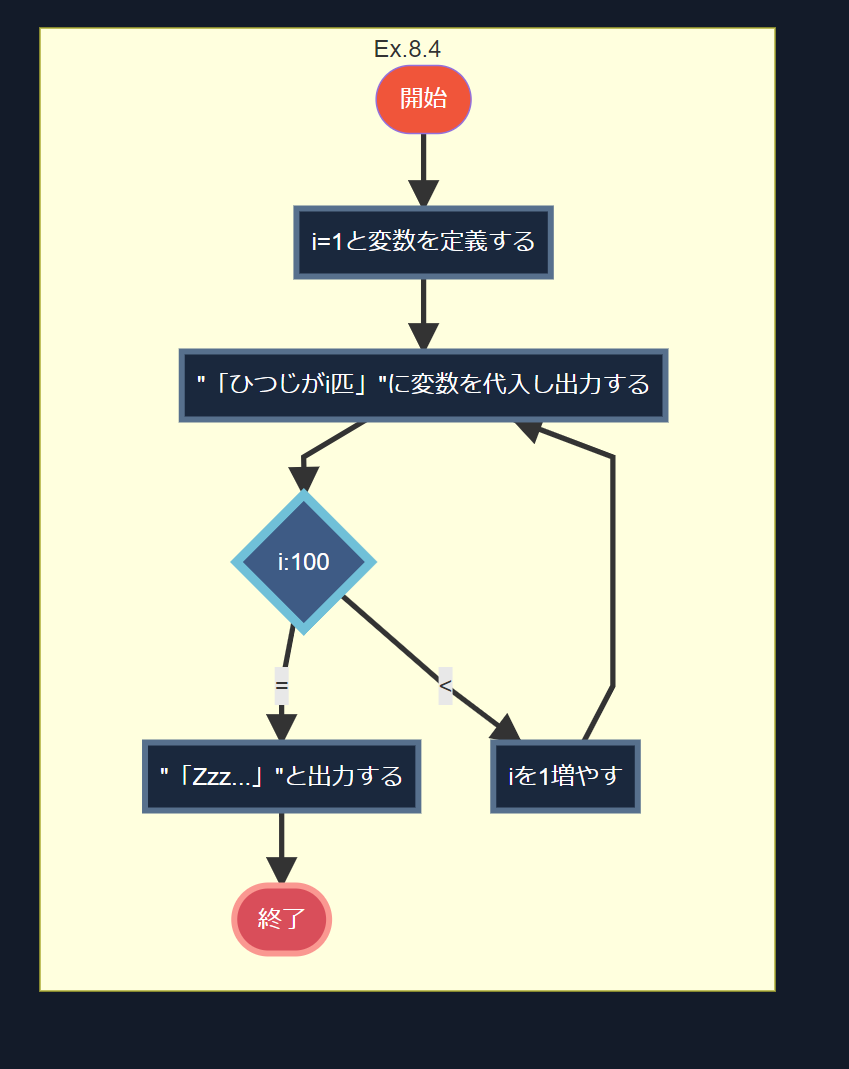 Ex.8.4
開始
i=1と変数を定義する
"「ひつじがi匹」"に変数を代入し出力する
i:100
=
<
"「Zzz...」"と出力する
iを1増やす
終了